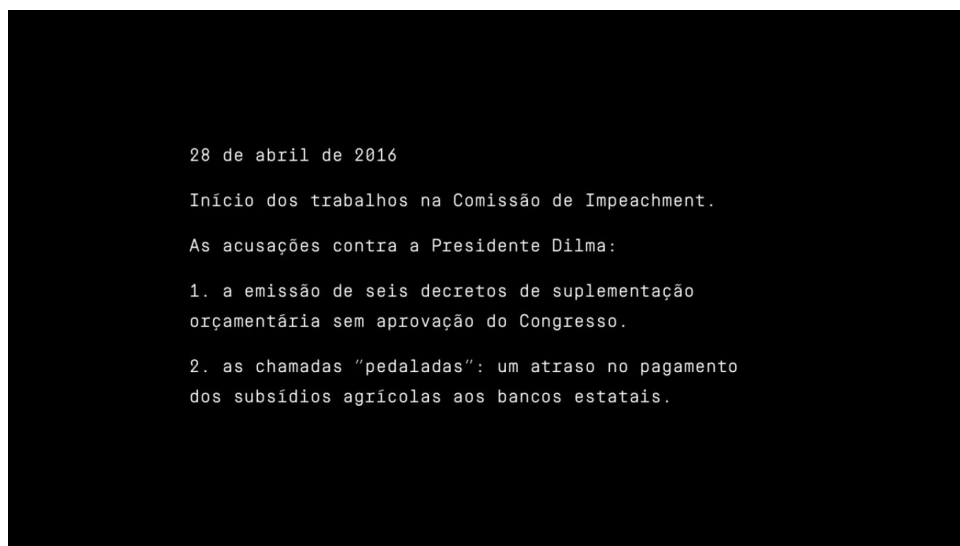 28 de abril de 2016
Início dos trabalhos na Comissão de Impeachment.
As acusações contra a Presidente Dilma:
1. a emissão de seis decretos de suplementação
orçamentária sem aprovação do Congresso.
2. as chamadas "pedaladas": um atraso no pagamento
dos subsídios agrícolas aos bancos estatais.